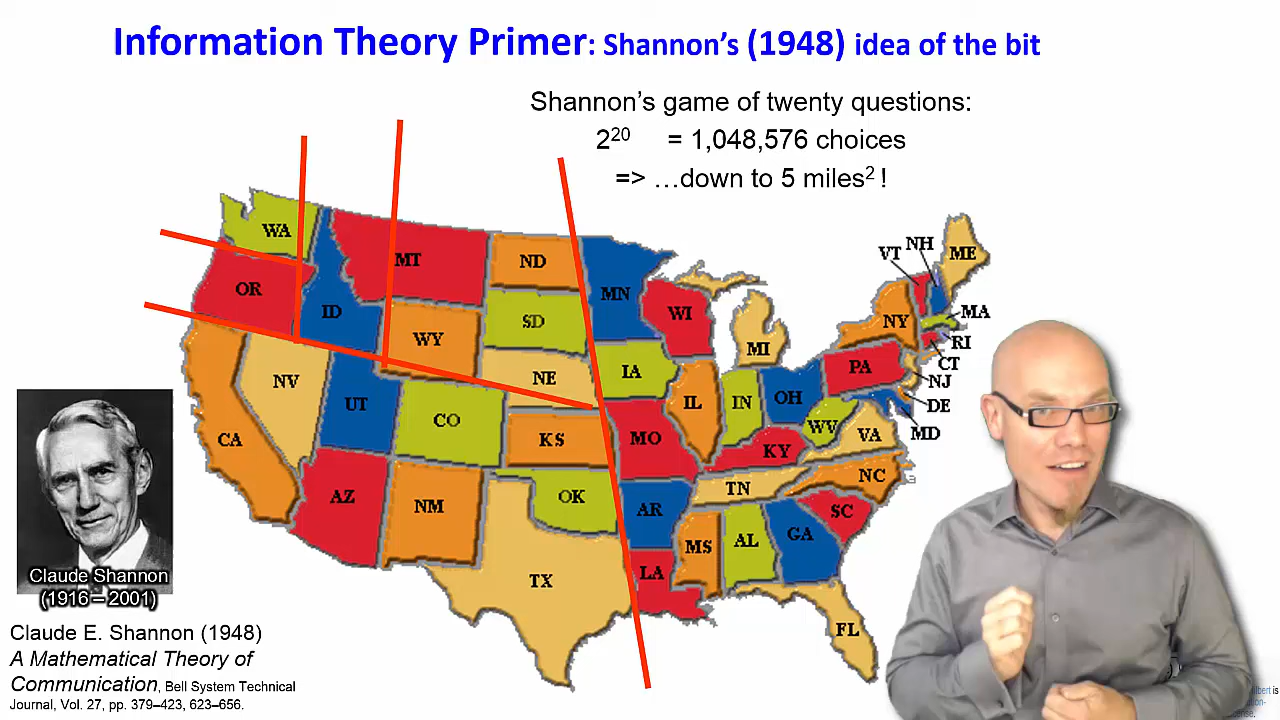 Information Theory Primer: Shannon's (1948) idea of the bit
Shannon's game of twenty questions:
2²⁰ = 1,048,576 choices
=> …down to 5 miles² !
WA
MT
ND
OR
ID
WY
SD
MN
WI
MI
VT
NH
ME
NY
MA
RI
CT
NJ
DE
MD
PA
NV
UT
CO
NE
IA
IL
IN
OH
WV
VA
CA
KS
MO
KY
NC
AZ
NM
OK
AR
TN
SC
TX
LA
MS
AL
GA
FL
Claude Shannon
(1916 – 2001)
Claude E. Shannon (1948)
A Mathematical Theory of
Communication, Bell System Technical
Journal, Vol. 27, pp. 379–423, 623–656.